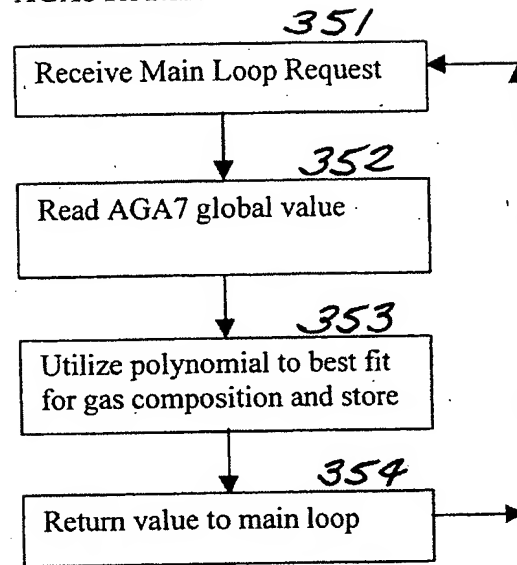 351
Receive Main Loop Request
352
Read AGA7 global value
353
Utilize polynomial to best fit
for gas composition and store
354
Return value to main loop